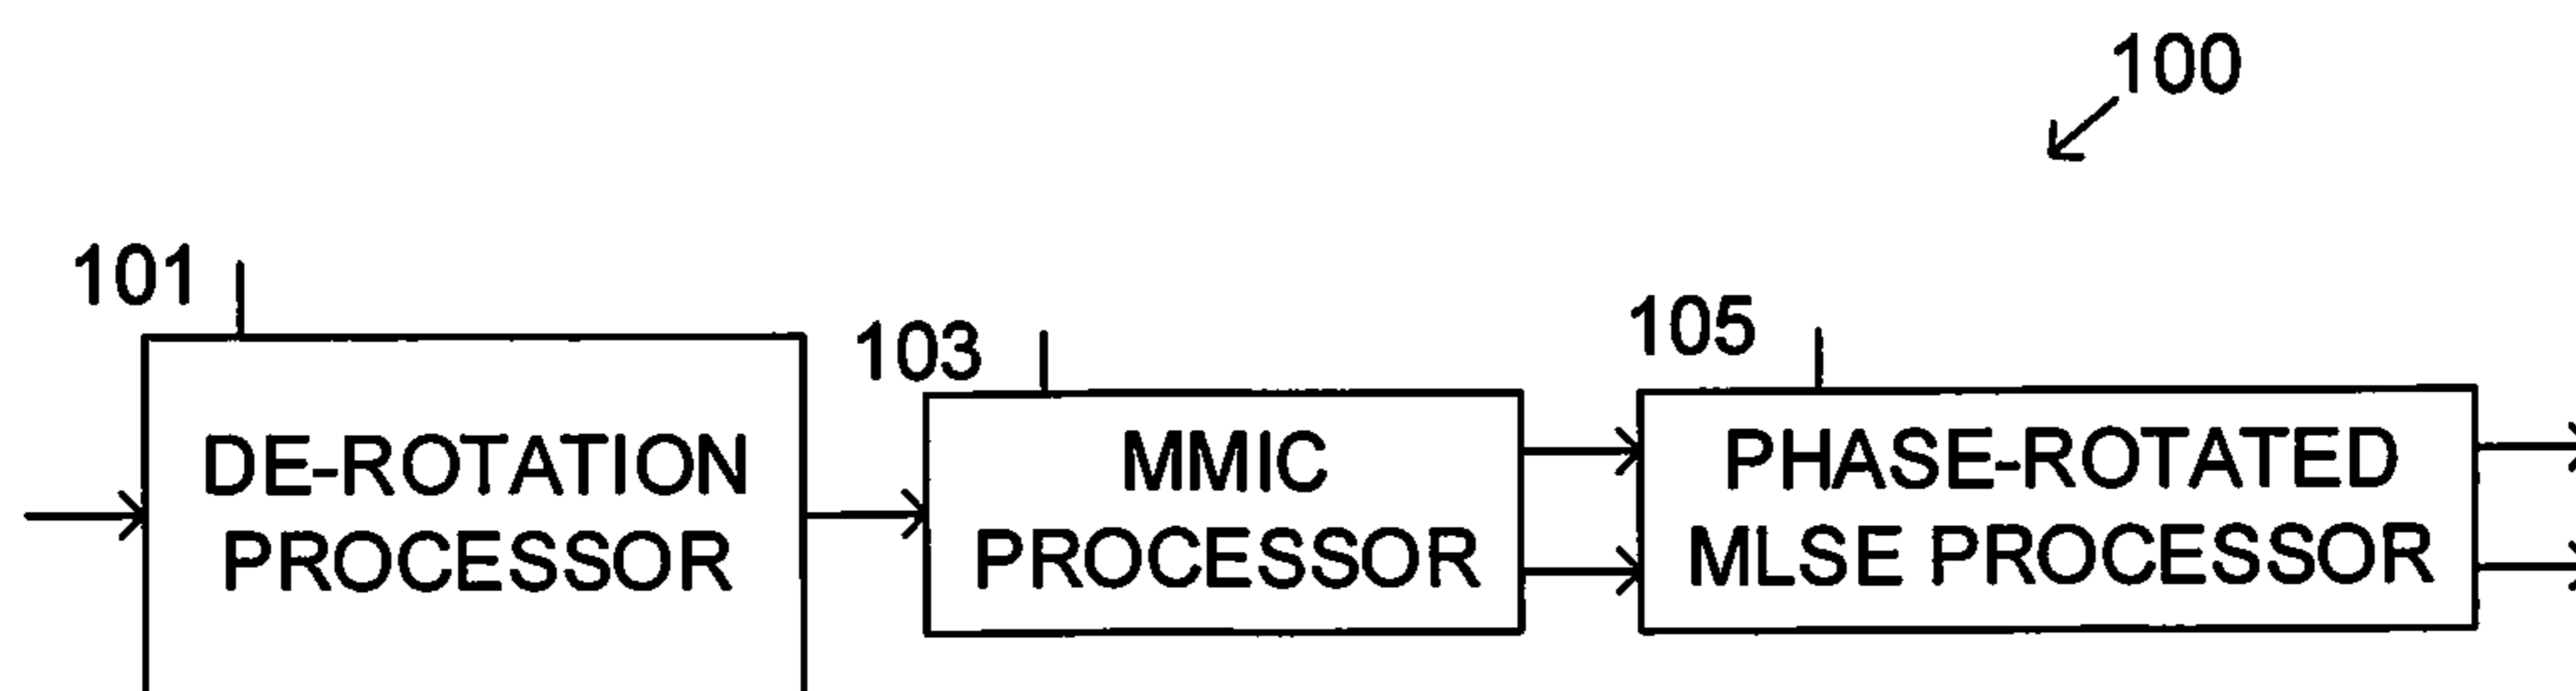 100
101
103
105
DE-ROTATION
PROCESSOR
MMIC
PROCESSOR
PHASE-ROTATED
MLSE PROCESSOR